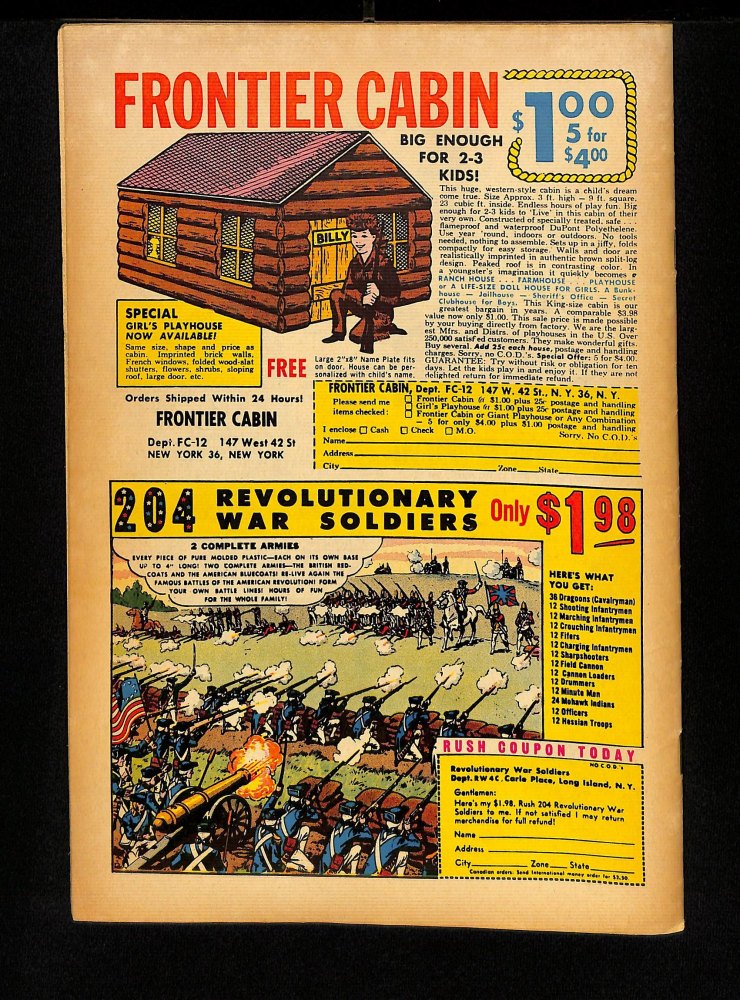 FRONTIER CABIN
$1.00
5 for
$4.00
BIG ENOUGH
FOR 2-3
KIDS!
This huge, western-style cabin is a child's dream
come true. Size Approx. 3 ft. high — 9 ft. square.
23 cubic ft. inside. Endless hours of play fun. Big
enough for 2-3 kids to 'Live' in this cabin of their
very own. Constructed of specially treated, safe . . .
flameproof and waterproof DuPont Polyethelene.
Use year 'round, indoors or outdoors. No tools
needed, nothing to assemble. Sets up in a jiffy, folds
compactly for easy storage. Walls and door are
realistically imprinted in authentic brown split-log
design. Peaked roof is in contrasting color. In
a youngster's imagination it quickly becomes a
RANCH HOUSE . . . FARMHOUSE . . . PLAYHOUSE
or A LIFE-SIZE DOLL HOUSE FOR GIRLS. A Bunk-
house — Jailhouse — Sheriff's Office — Secret
Clubhouse for Boys. This King-size cabin is our
greatest bargain in years. A comparable $3.98
value now only $1.00. This sale price is made possible
by your buying directly from factory. We are the larg-
est Mfrs. and Distrs. of playhouses in the U.S. Over
250,000 satisfied customers. They make wonderful gifts.
Buy several. Add 25c each house, postage and handling
charges. Sorry, no C.O.D.'s. Special Offer: 5 for $4.00.
GUARANTEE: Try without risk or obligation for ten
days. Let the kids play in and enjoy it. If they are not
delighted return for immediate refund.
BILLY
SPECIAL
GIRL'S PLAYHOUSE
NOW AVAILABLE!
Same size, shape and price as
cabin. Imprinted brick walls,
French windows, folded wood-slat
shutters, flowers, shrubs, sloping
roof, large door, etc.
FREE
Large 2"x8" Name Plate fits
on door. House can be per-
sonalized with child's name.
Orders Shipped Within 24 Hours!
FRONTIER CABIN
Dept. FC-12 147 West 42 St
NEW YORK 36, NEW YORK
FRONTIER CABIN, Dept. FC-12 147 W. 42 St., N. Y. 36, N. Y.
Please send me
items checked:
Frontier Cabin @ $1.00 plus 25c postage and handling
Girl's Playhouse @ $1.00 plus 25c postage and handling
Frontier Cabin or Giant Playhouse or Any Combination
— 5 for only $4.00 plus $1.00 postage and handling
I enclose Cash Check M.O.
Sorry, No C.O.D.'s
Name
Address
City Zone State
204 REVOLUTIONARY
WAR SOLDIERS
Only $1.98
2 COMPLETE ARMIES
EVERY PIECE OF PURE MOLDED PLASTIC—EACH ON ITS OWN BASE
UP TO 4" LONG! TWO COMPLETE ARMIES—THE BRITISH RED-
COATS AND THE AMERICAN BLUECOATS! RE-LIVE AGAIN THE
FAMOUS BATTLES OF THE AMERICAN REVOLUTION! FORM
YOUR OWN BATTLE LINES! HOURS OF FUN
FOR THE WHOLE FAMILY!
HERE'S WHAT
YOU GET:
36 Dragoons (Cavalryman)
12 Shooting Infantrymen
12 Marching Infantrymen
12 Crouching Infantrymen
12 Fifers
12 Charging Infantrymen
12 Sharpshooters
12 Field Cannon
12 Cannon Loaders
12 Drummers
12 Minute Men
24 Mohawk Indians
12 Officers
12 Hessian Troops
RUSH COUPON TODAY
NO C.O.D.'s
Revolutionary War Soldiers
Dept. RW4C, Carle Place, Long Island, N. Y.
Gentlemen:
Here's my $1.98. Rush 204 Revolutionary War
Soldiers to me. If not satisfied I may return
merchandise for full refund!
Name
Address
City Zone State
Canadian orders: Send International money order for $2.50.